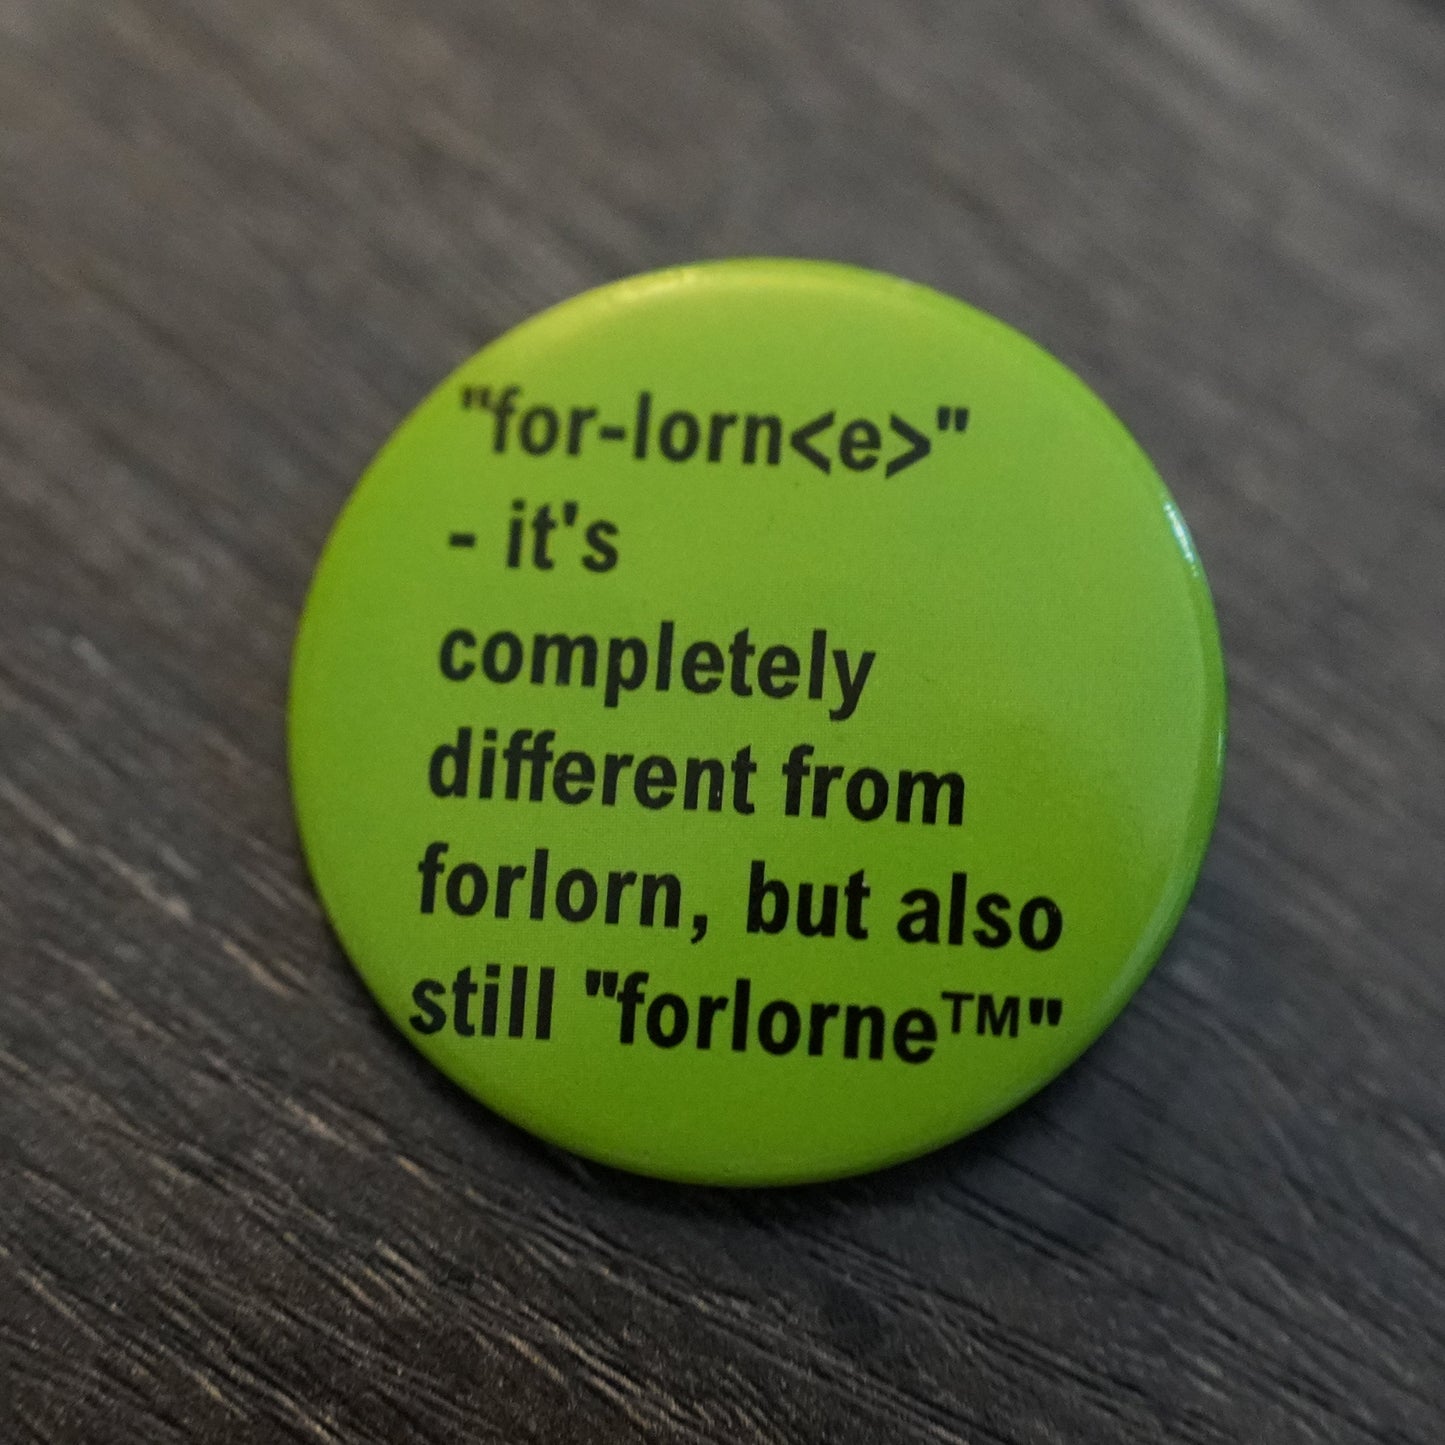 "for-lorn<e>"
- it's
completely
different from
forlorn, but also
still "forlorne™"